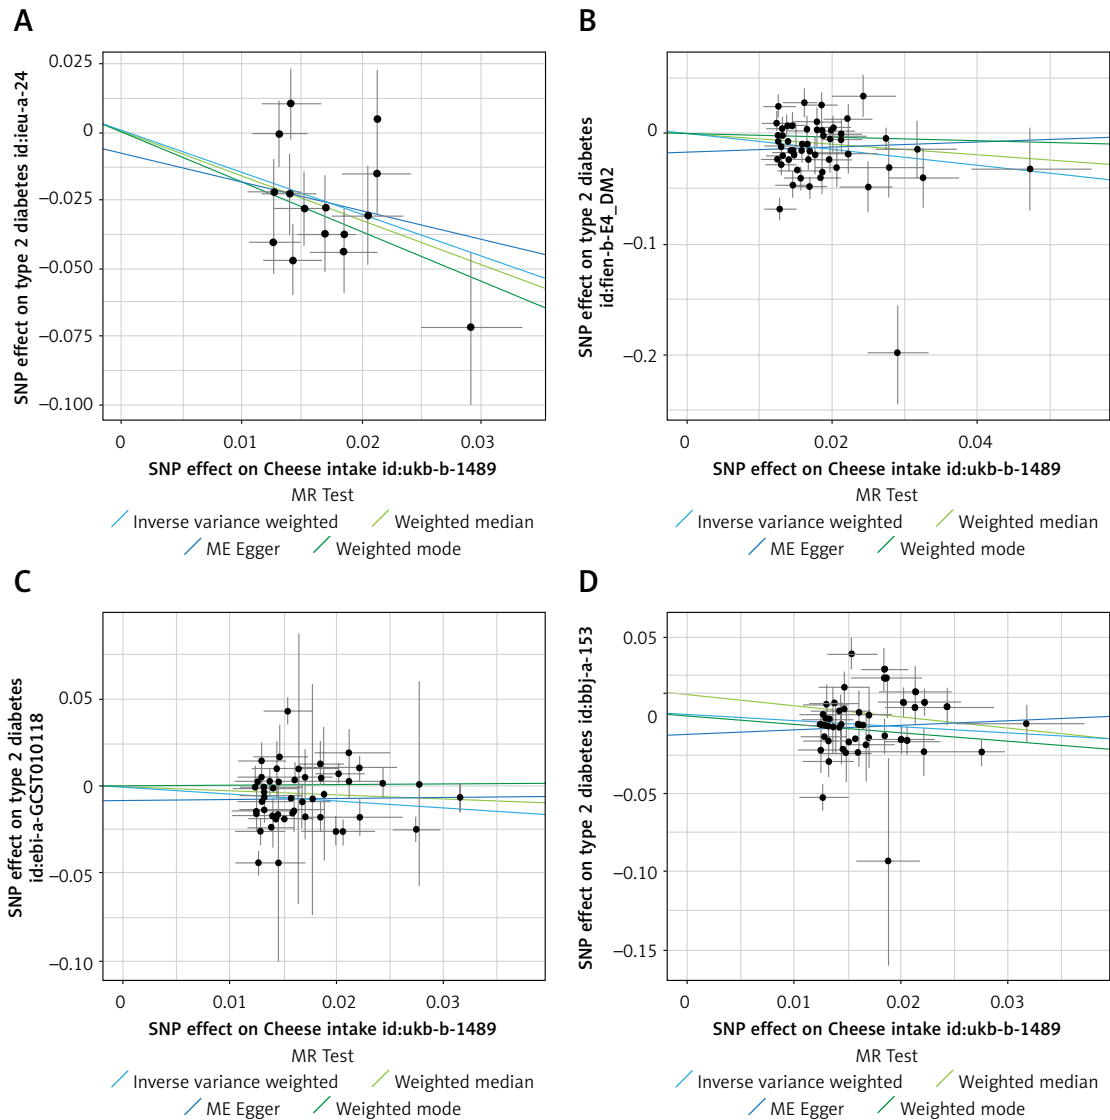 A
SNP effect on type 2 diabetes id:ieu-a-24
0.025
0
−0.025
−0.050
−0.075
−0.100
0 0.01 0.02 0.03
SNP effect on Cheese intake id:ukb-b-1489
MR Test
Inverse variance weighted Weighted median
ME Egger Weighted mode
B
SNP effect on type 2 diabetes
id:fien-b-E4_DM2
0
−0.1
−0.2
0 0.02 0.04
SNP effect on Cheese intake id:ukb-b-1489
MR Test
Inverse variance weighted Weighted median
ME Egger Weighted mode
C
SNP effect on type 2 diabetes
id:ebi-a-GCST010118
0.05
0
−0.05
−0.10
0 0.01 0.02 0.03
SNP effect on Cheese intake id:ukb-b-1489
MR Test
Inverse variance weighted Weighted median
ME Egger Weighted mode
D
SNP effect on type 2 diabetes id:bbj-a-153
0.05
0
−0.05
−0.10
−0.15
0 0.01 0.02 0.03
SNP effect on Cheese intake id:ukb-b-1489
MR Test
Inverse variance weighted Weighted median
ME Egger Weighted mode